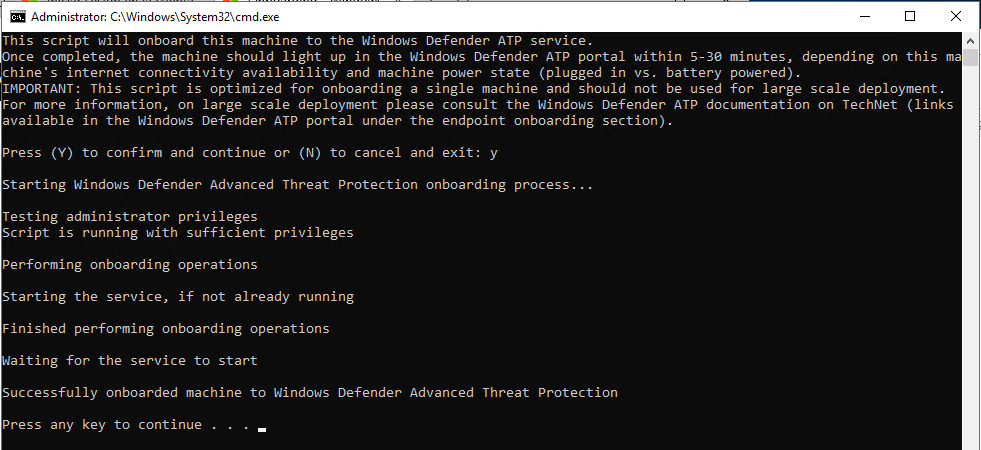 Administrator: C:\Windows\System32\cmd.exe
This script will onboard this machine to the Windows Defender ATP service.
Once completed, the machine should light up in the Windows Defender ATP portal within 5-30 minutes, depending on this ma
chine's internet connectivity availability and machine power state (plugged in vs. battery powered).
IMPORTANT: This script is optimized for onboarding a single machine and should not be used for large scale deployment.
For more information, on large scale deployment please consult the Windows Defender ATP documentation on TechNet (links
available in the Windows Defender ATP portal under the endpoint onboarding section).
Press (Y) to confirm and continue or (N) to cancel and exit: y
Starting Windows Defender Advanced Threat Protection onboarding process...
Testing administrator privileges
Script is running with sufficient privileges
Performing onboarding operations
Starting the service, if not already running
Finished performing onboarding operations
Waiting for the service to start
Successfully onboarded machine to Windows Defender Advanced Threat Protection
Press any key to continue . . .